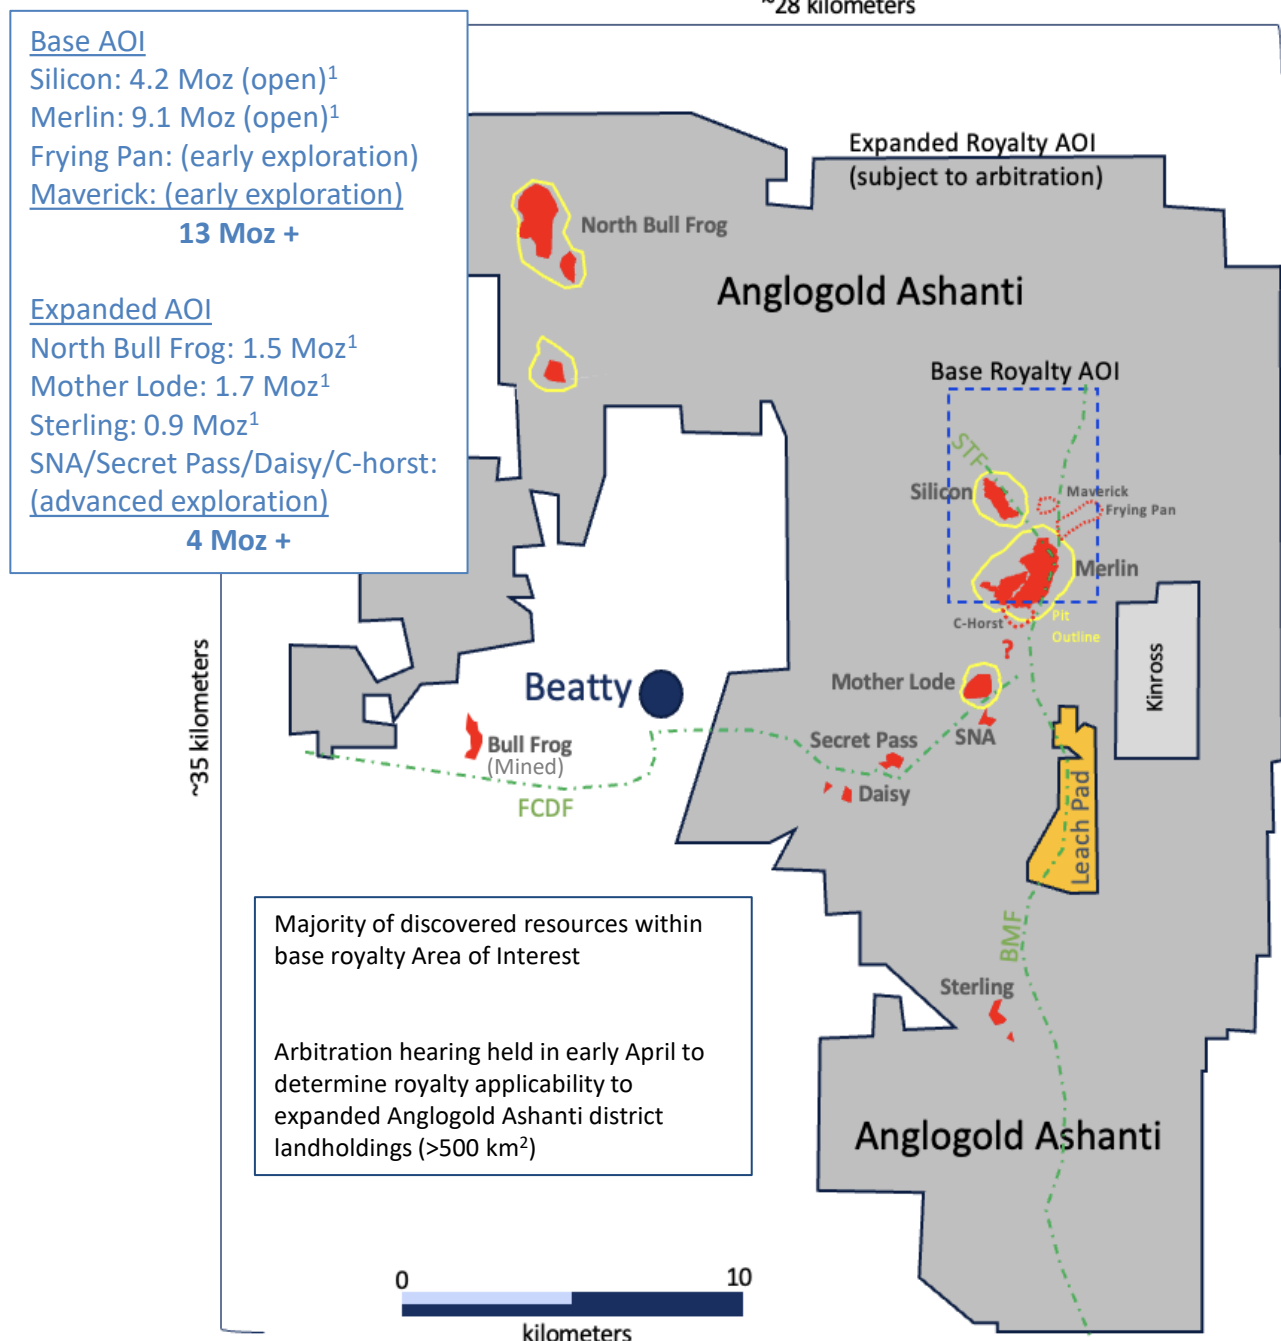 ~28 kilometers
Base AOI
Silicon: 4.2 Moz (open)1
Merlin: 9.1 Moz (open)1
Frying Pan: (early exploration)
Maverick: (early exploration)
13 Moz +
Expanded AOI
North Bull Frog: 1.5 Moz1
Mother Lode: 1.7 Moz1
Sterling: 0.9 Moz1
SNA/Secret Pass/Daisy/C-horst:
(advanced exploration)
4 Moz +
Expanded Royalty AOI
(subject to arbitration)
North Bull Frog
Anglogold Ashanti
Base Royalty AOI
STF
Silicon
Maverick
Frying Pan
Merlin
C-Horst
Pit
Outline
?
Kinross
Mother Lode
SNA
Beatty
Secret Pass
Daisy
Bull Frog
(Mined)
FCDF
~35 kilometers
Leach Pad
BMF
Sterling
Majority of discovered resources within
base royalty Area of Interest
Arbitration hearing held in early April to
determine royalty applicability to
expanded Anglogold Ashanti district
landholdings (>500 km2)
Anglogold Ashanti
0 10
kilometers